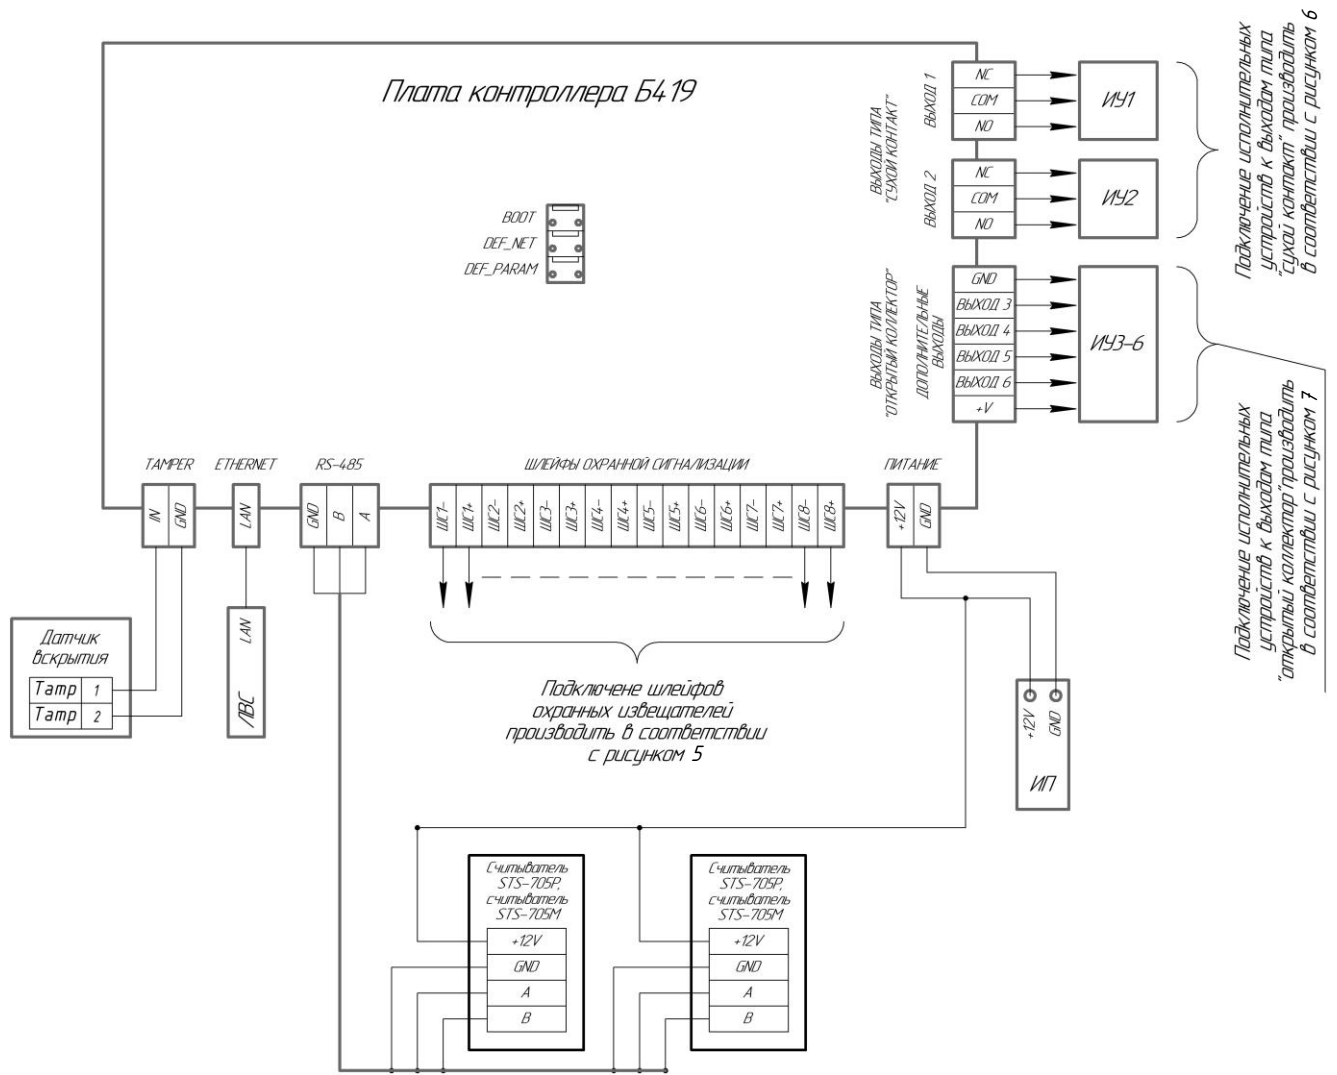 Плата контроллера Б419
BOOT
DEF_NET
DEF_PARAM
ВЫХОДЫ ТИПА
"СУХОЙ КОНТАКТ"
ВЫХОД 1
NC
COM
NO
ИУ1
ВЫХОД 2
NC
COM
NO
ИУ2
Подключение исполнительных
устройств к выходам типа
"сухой контакт" производить
в соответствии с рисунком 6
ВЫХОДЫ ТИПА
"ОТКРЫТЫЙ КОЛЛЕКТОР"
ДОПОЛНИТЕЛЬНЫЕ
ВЫХОДЫ
GND
ВЫХОД 3
ВЫХОД 4
ВЫХОД 5
ВЫХОД 6
+V
ИУ3-6
Подключение исполнительных
устройств к выходам типа
"открытый коллектор"производить
в соответствии с рисунком 7
TAMPER
IN
GND
ETHERNET
LAN
RS-485
GND
B
A
ШЛЕЙФЫ ОХРАННОЙ СИГНАЛИЗАЦИИ
ШС1-
ШС1+
ШС2-
ШС2+
ШС3-
ШС3+
ШС4-
ШС4+
ШС5-
ШС5+
ШС6-
ШС6+
ШС7-
ШС7+
ШС8-
ШС8+
ПИТАНИЕ
+12V
GND
Датчик
вскрытия
Тамр 1
Тамр 2
LAN
ЛВС
Подключене шлейфов
охранных извещателей
производить в соответствии
с рисунком 5
+12V
GND
ИП
Считыватель
STS-705P,
считыватель
STS-705M
+12V
GND
A
B
Считыватель
STS-705P,
считыватель
STS-705M
+12V
GND
A
B